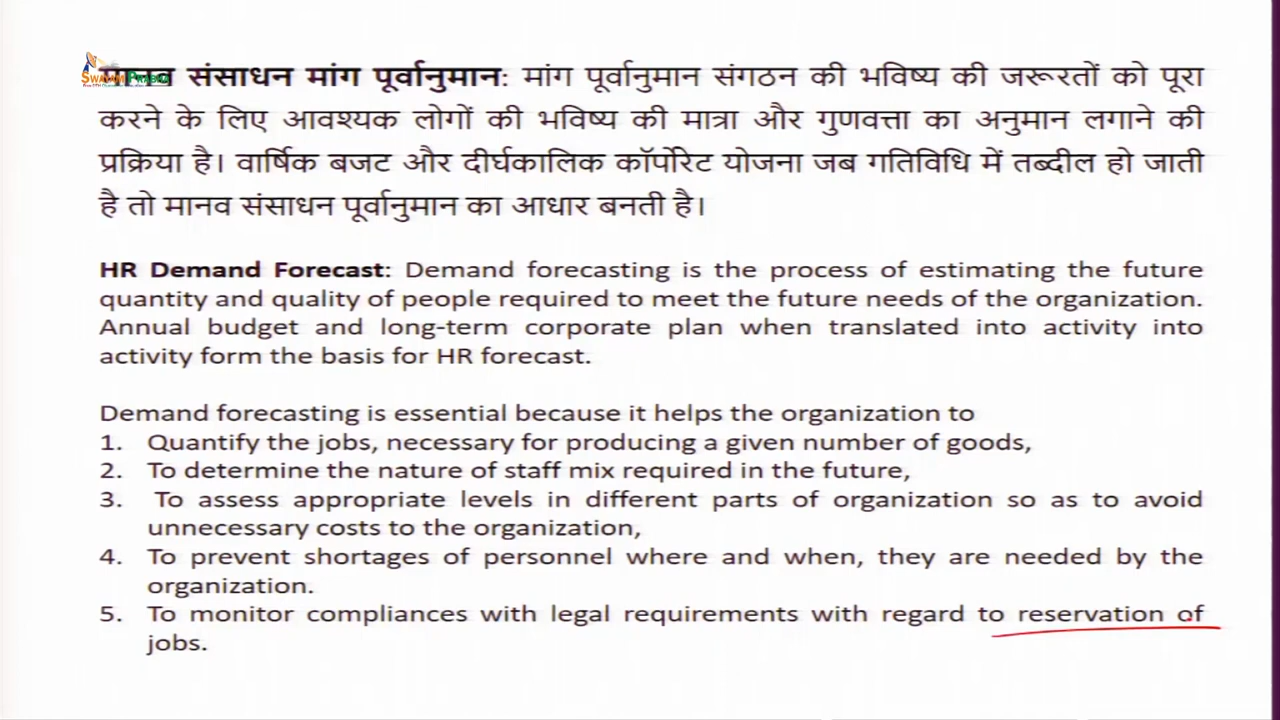 SWAYAM PRABHA
मानव संसाधन मांग पूर्वानुमान: मांग पूर्वानुमान संगठन की भविष्य की जरूरतों को पूरा
करने के लिए आवश्यक लोगों की भविष्य की मात्रा और गुणवत्ता का अनुमान लगाने की
प्रक्रिया है। वार्षिक बजट और दीर्घकालिक कॉर्पोरेट योजना जब गतिविधि में तब्दील हो जाती
है तो मानव संसाधन पूर्वानुमान का आधार बनती है।
HR Demand Forecast: Demand forecasting is the process of estimating the future
quantity and quality of people required to meet the future needs of the organization.
Annual budget and long-term corporate plan when translated into activity into
activity form the basis for HR forecast.
Demand forecasting is essential because it helps the organization to
1. Quantify the jobs, necessary for producing a given number of goods,
2. To determine the nature of staff mix required in the future,
3. To assess appropriate levels in different parts of organization so as to avoid
unnecessary costs to the organization,
4. To prevent shortages of personnel where and when, they are needed by the
organization.
5. To monitor compliances with legal requirements with regard to reservation of
jobs.